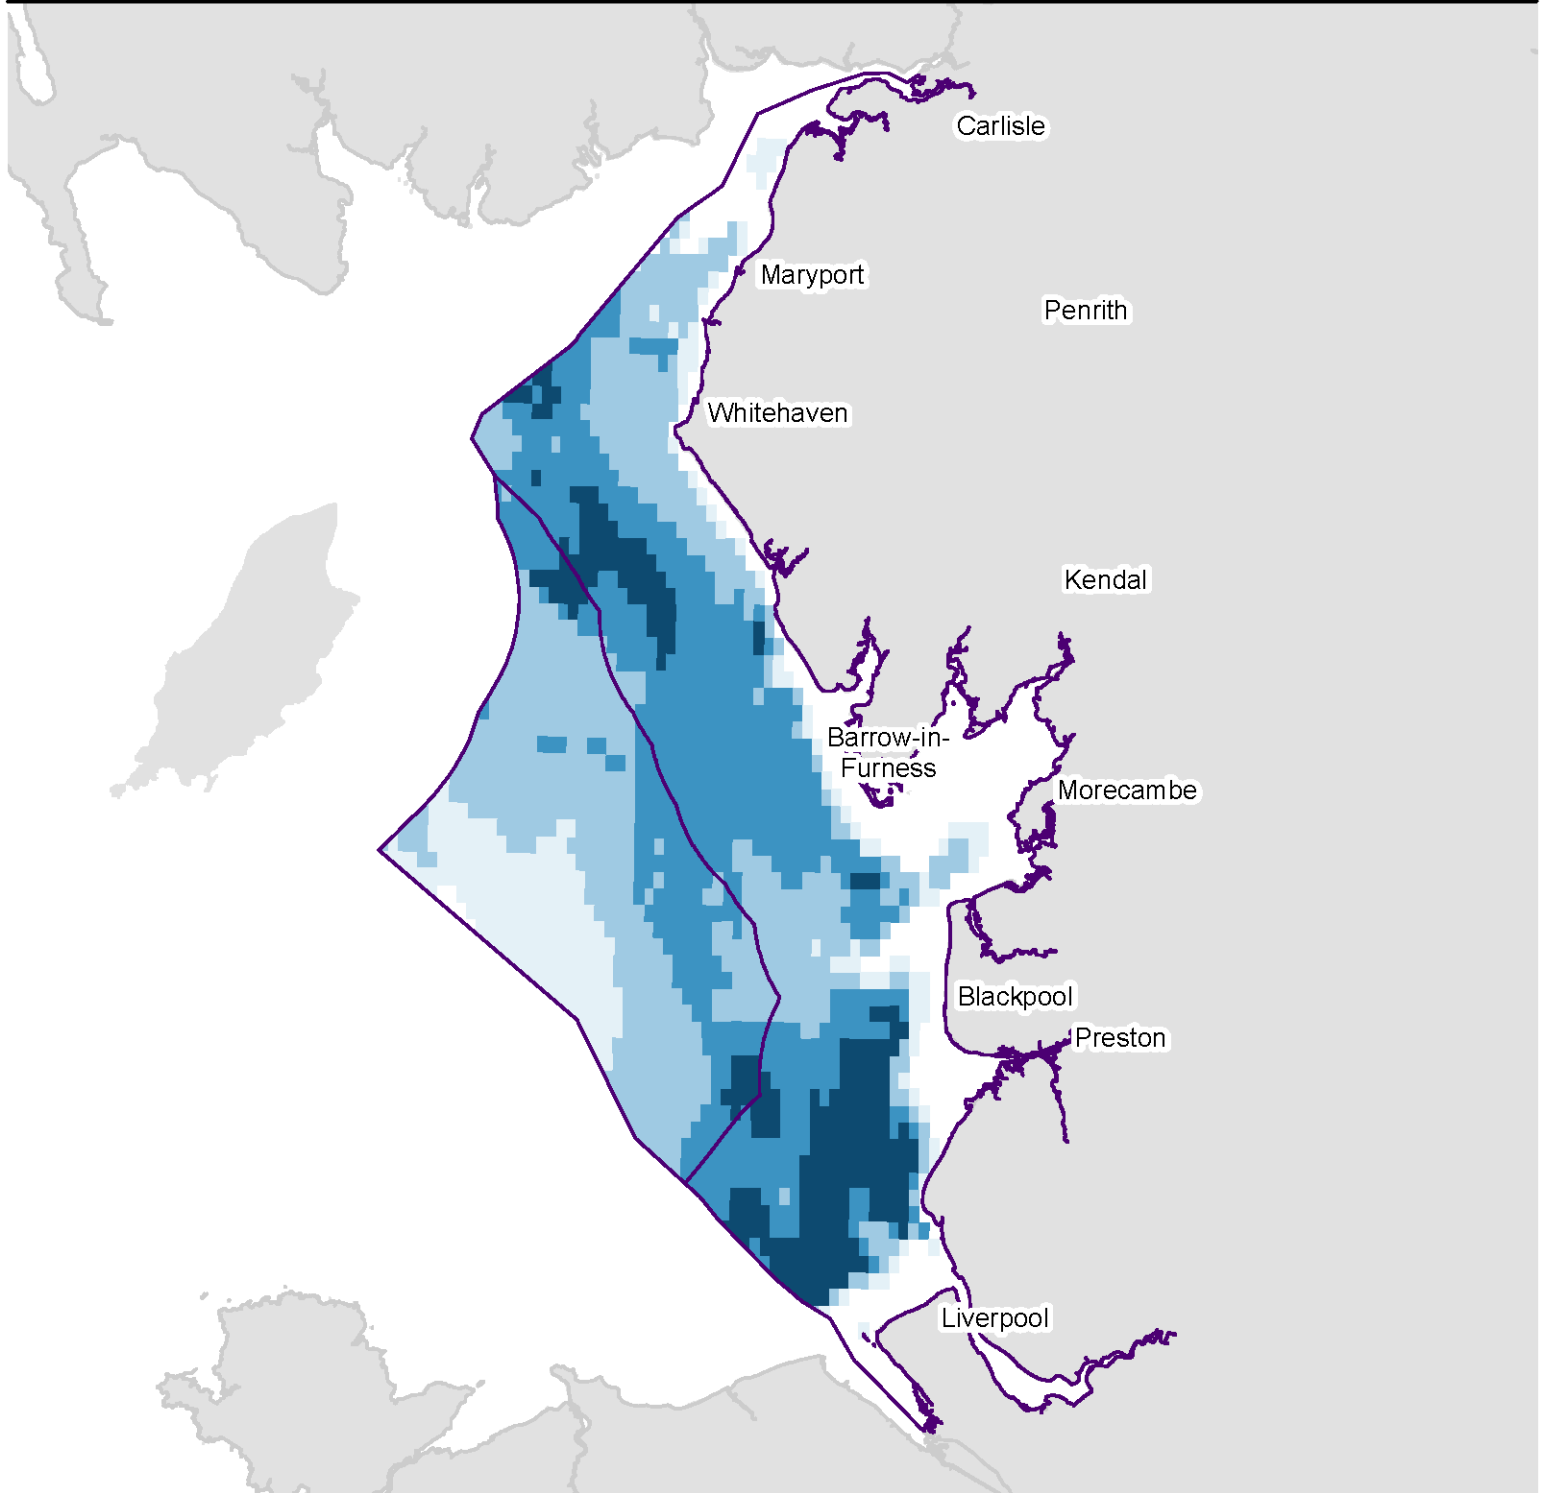 Carlisle
Maryport
Penrith
Whitehaven
Kendal
Barrow-in-
Furness
Morecambe
Blackpool
Preston
Liverpool